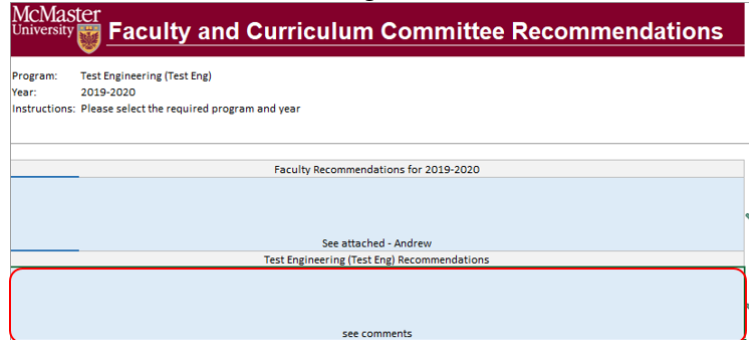 McMaster
University
Faculty and Curriculum Committee Recommendations
Program: Test Engineering (Test Eng)
Year: 2019-2020
Instructions: Please select the required program and year
Faculty Recommendations for 2019-2020
See attached - Andrew
Test Engineering (Test Eng) Recommendations
see comments